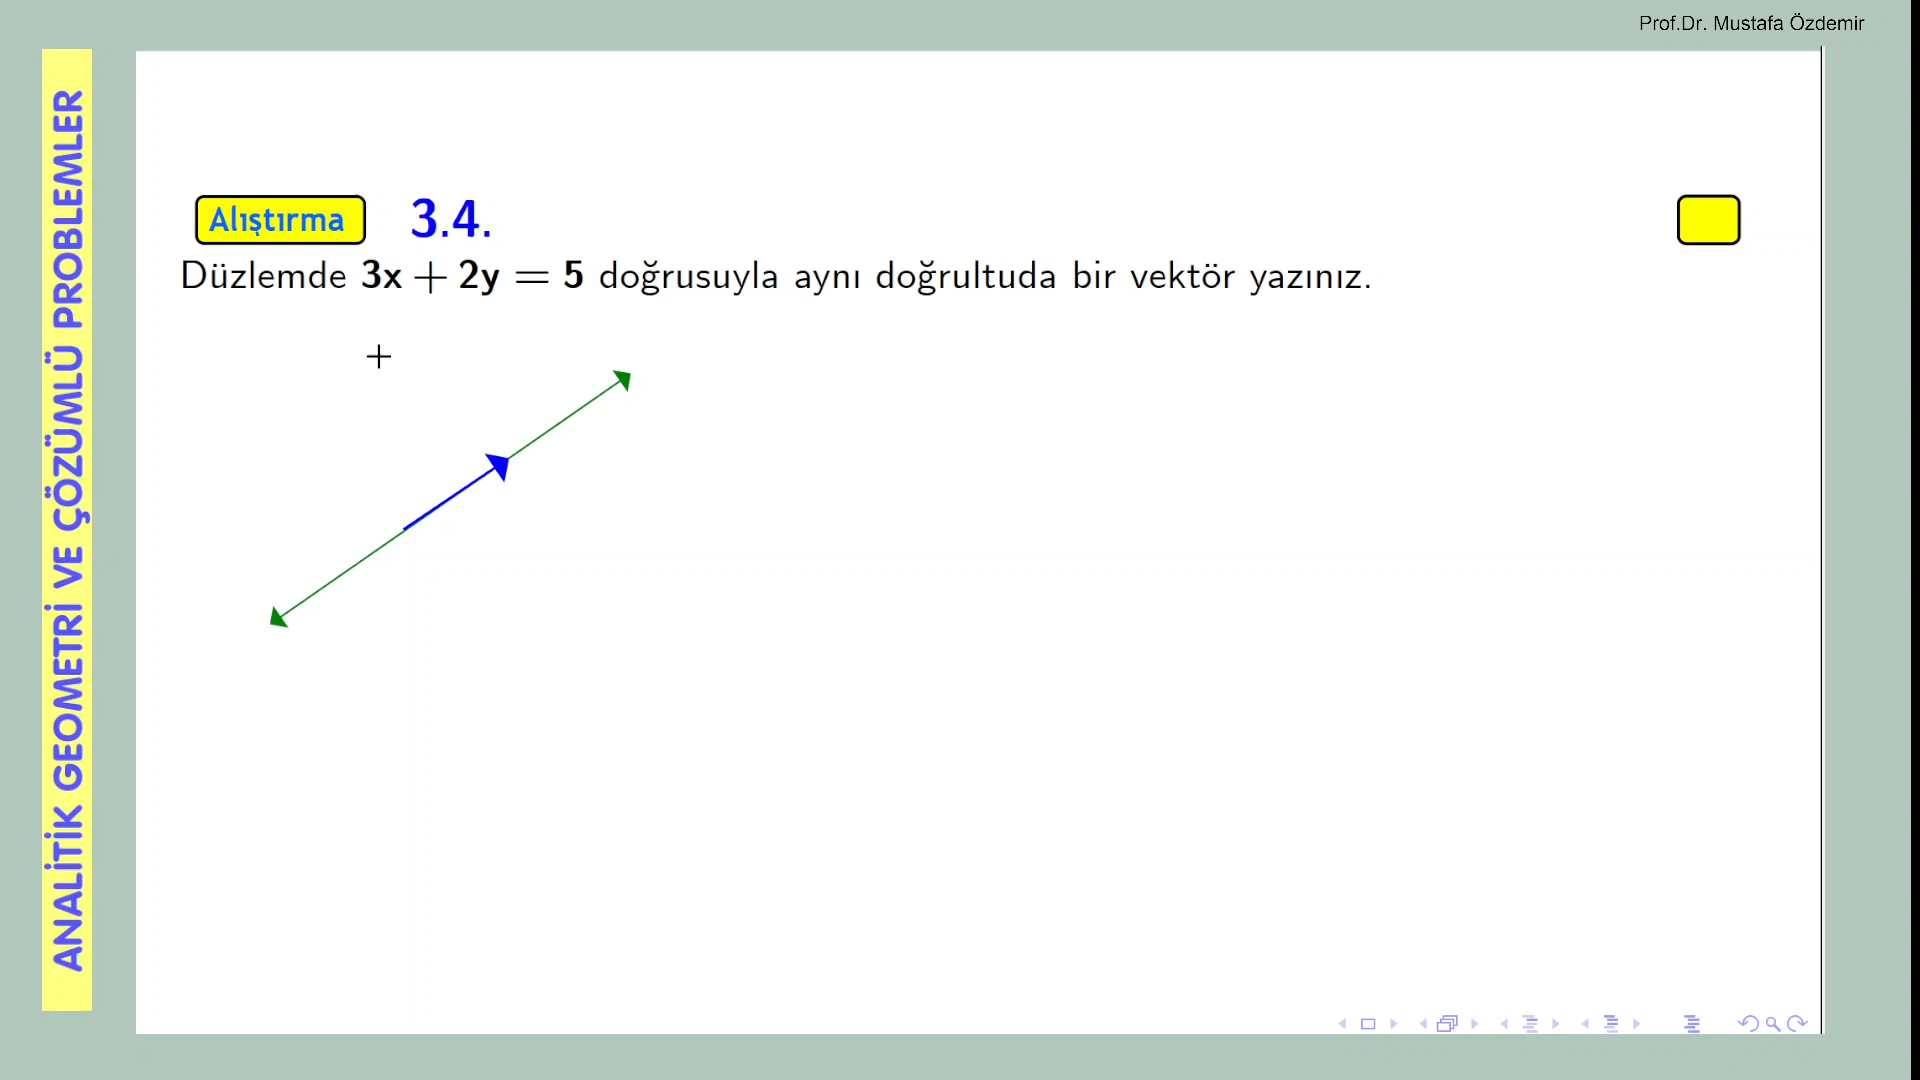 Prof.Dr. Mustafa Özdemir
ANALİTİK GEOMETRİ VE ÇÖZÜMLÜ PROBLEMLER
Alıştırma 3.4.
Düzlemde 3x + 2y = 5 doğrusuyla aynı doğrultuda bir vektör yazınız.